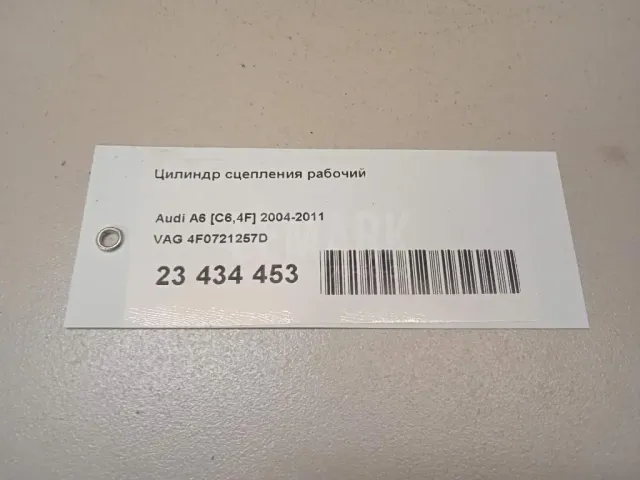 Цилиндр сцепления рабочий
Audi A6 [C6,4F] 2004-2011
VAG 4F0721257D
23 434 453